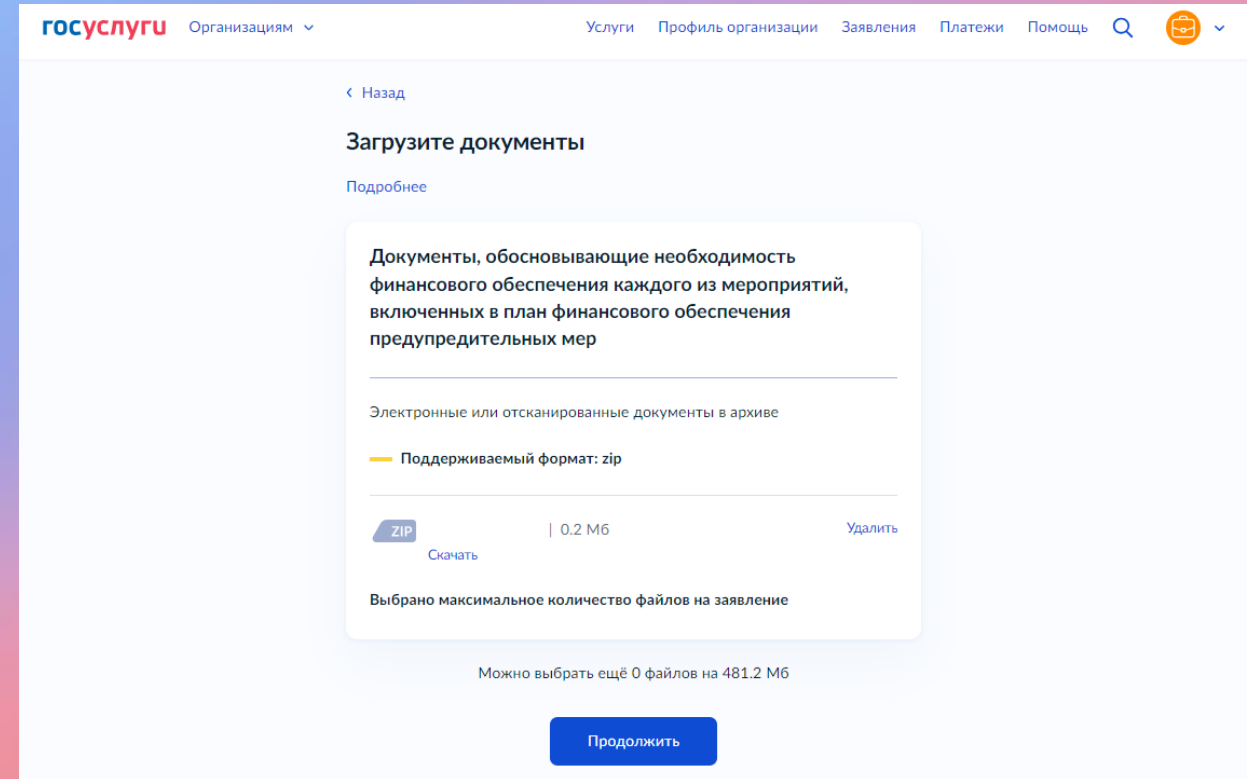 госуслуги Организациям Услуги Профиль организации Заявления Платежи Помощь
Назад
Загрузите документы
Подробнее
Документы, обосновывающие необходимость
финансового обеспечения каждого из мероприятий,
включенных в план финансового обеспечения
предупредительных мер
Электронные или отсканированные документы в архиве
Поддерживаемый формат: zip
ZIP | 0.2 Мб Удалить
Скачать
Выбрано максимальное количество файлов на заявление
Можно выбрать ещё 0 файлов на 481.2 Мб
Продолжить